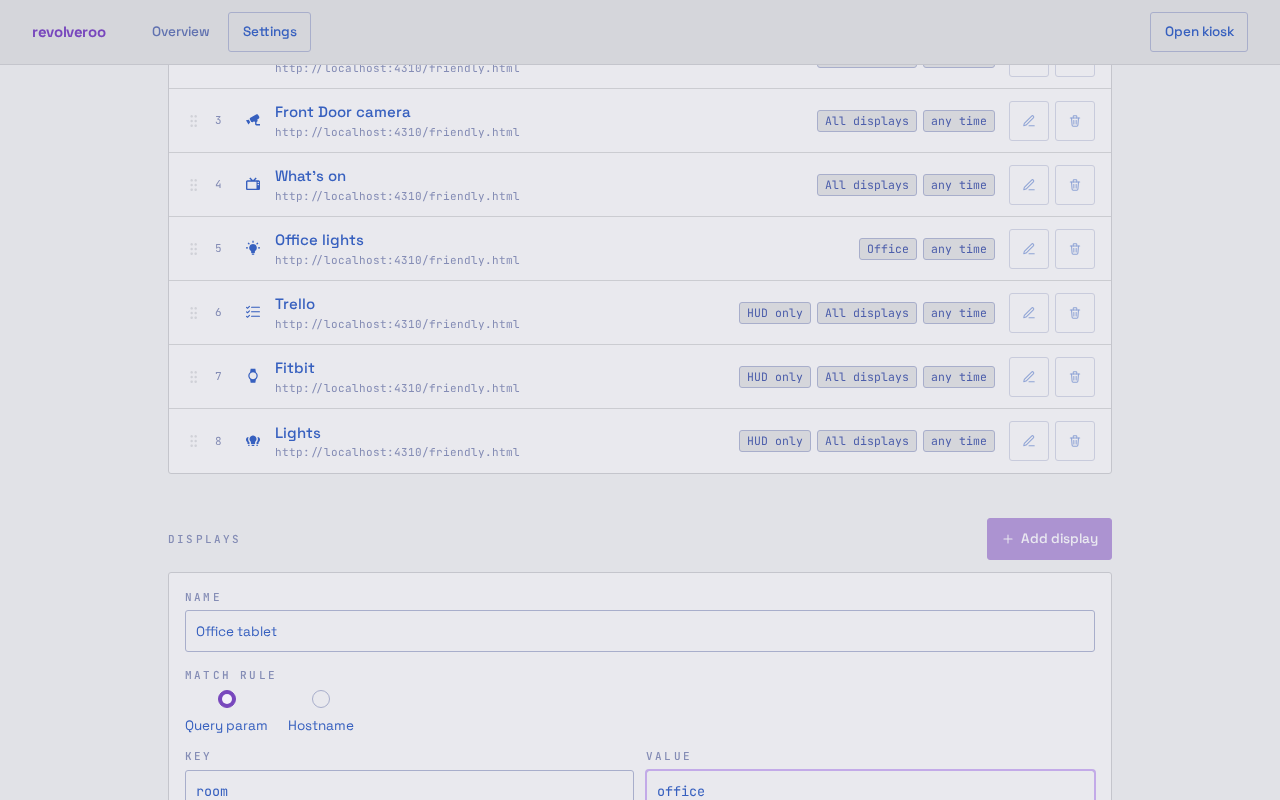 revolveroo
Overview
Settings
Open kiosk
http://localhost:4310/friendly.html
3
Front Door camera
http://localhost:4310/friendly.html
All displays
any time
4
What's on
http://localhost:4310/friendly.html
All displays
any time
5
Office lights
http://localhost:4310/friendly.html
Office
any time
6
Trello
http://localhost:4310/friendly.html
HUD only
All displays
any time
7
Fitbit
http://localhost:4310/friendly.html
HUD only
All displays
any time
8
Lights
http://localhost:4310/friendly.html
HUD only
All displays
any time
DISPLAYS
+ Add display
NAME
Office tablet
MATCH RULE
Query param
Hostname
KEY
VALUE
room
office